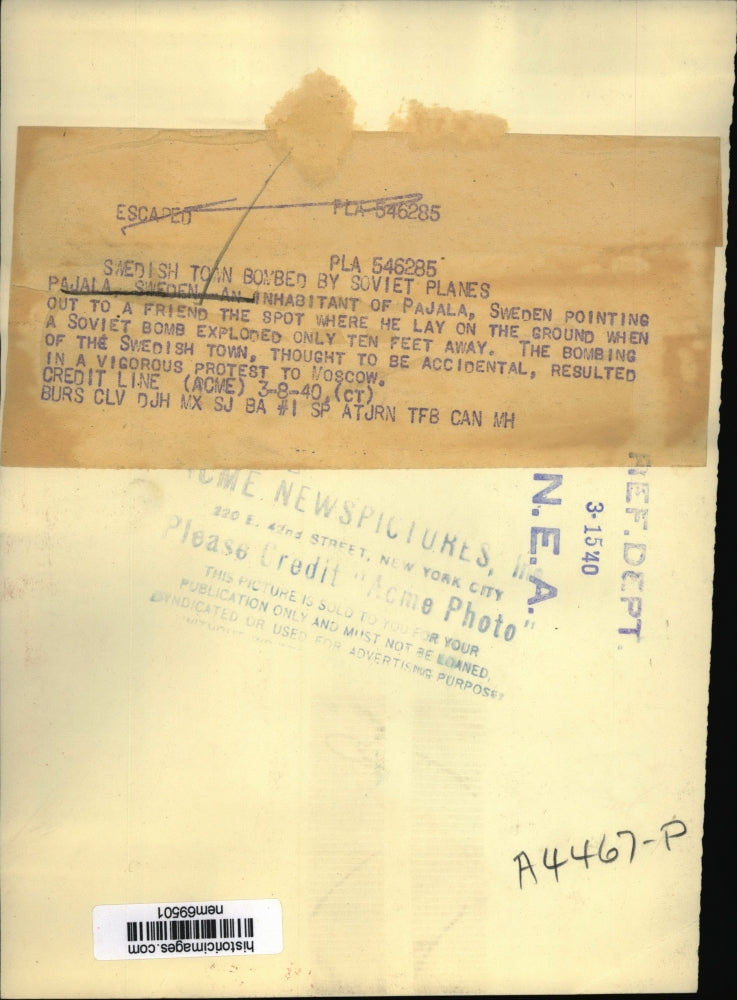 ESCAPED PLA 546285
PLA 546285
SWEDISH TOWN BOMBED BY SOVIET PLANES
PAJALA, SWEDEN, AN INHABITANT OF PAJALA, SWEDEN POINTING
OUT TO A FRIEND THE SPOT WHERE HE LAY ON THE GROUND WHEN
A SOVIET BOMB EXPLODED ONLY TEN FEET AWAY. THE BOMBING
OF THE SWEDISH TOWN, THOUGHT TO BE ACCIDENTAL, RESULTED
IN A VIGOROUS PROTEST TO MOSCOW.
CREDIT LINE (ACME) 3-8-40 (CT)
BURS CLV DJH MX SJ BA #1 SP ATJRN TFB CAN MH
ACME NEWSPICTURES, Inc
220 E. 42nd STREET, NEW YORK CITY
Please Credit "Acme Photo"
THIS PICTURE IS SOLD TO YOU FOR YOUR
PUBLICATION ONLY AND MUST NOT BE LOANED,
SYNDICATED OR USED FOR ADVERTISING PURPOSES
WITHOUT
N.E.A.
3-15'40
REF. DEPT.
A4467-P
historicimages.com
nem69501